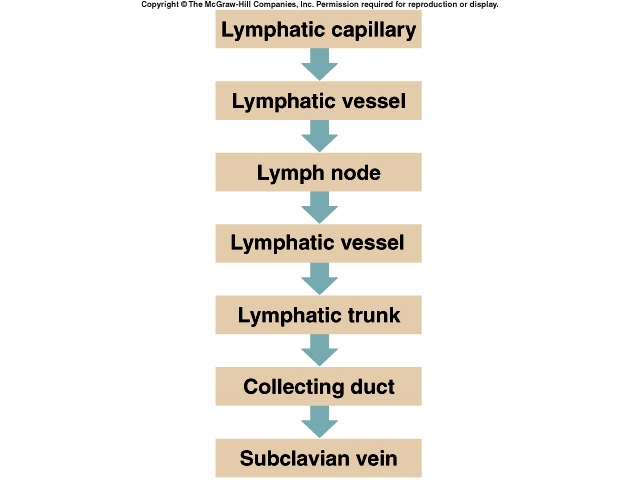 Copyright © The McGraw-Hill Companies, Inc. Permission required for reproduction or display.
Lymphatic capillary
Lymphatic vessel
Lymph node
Lymphatic vessel
Lymphatic trunk
Collecting duct
Subclavian vein